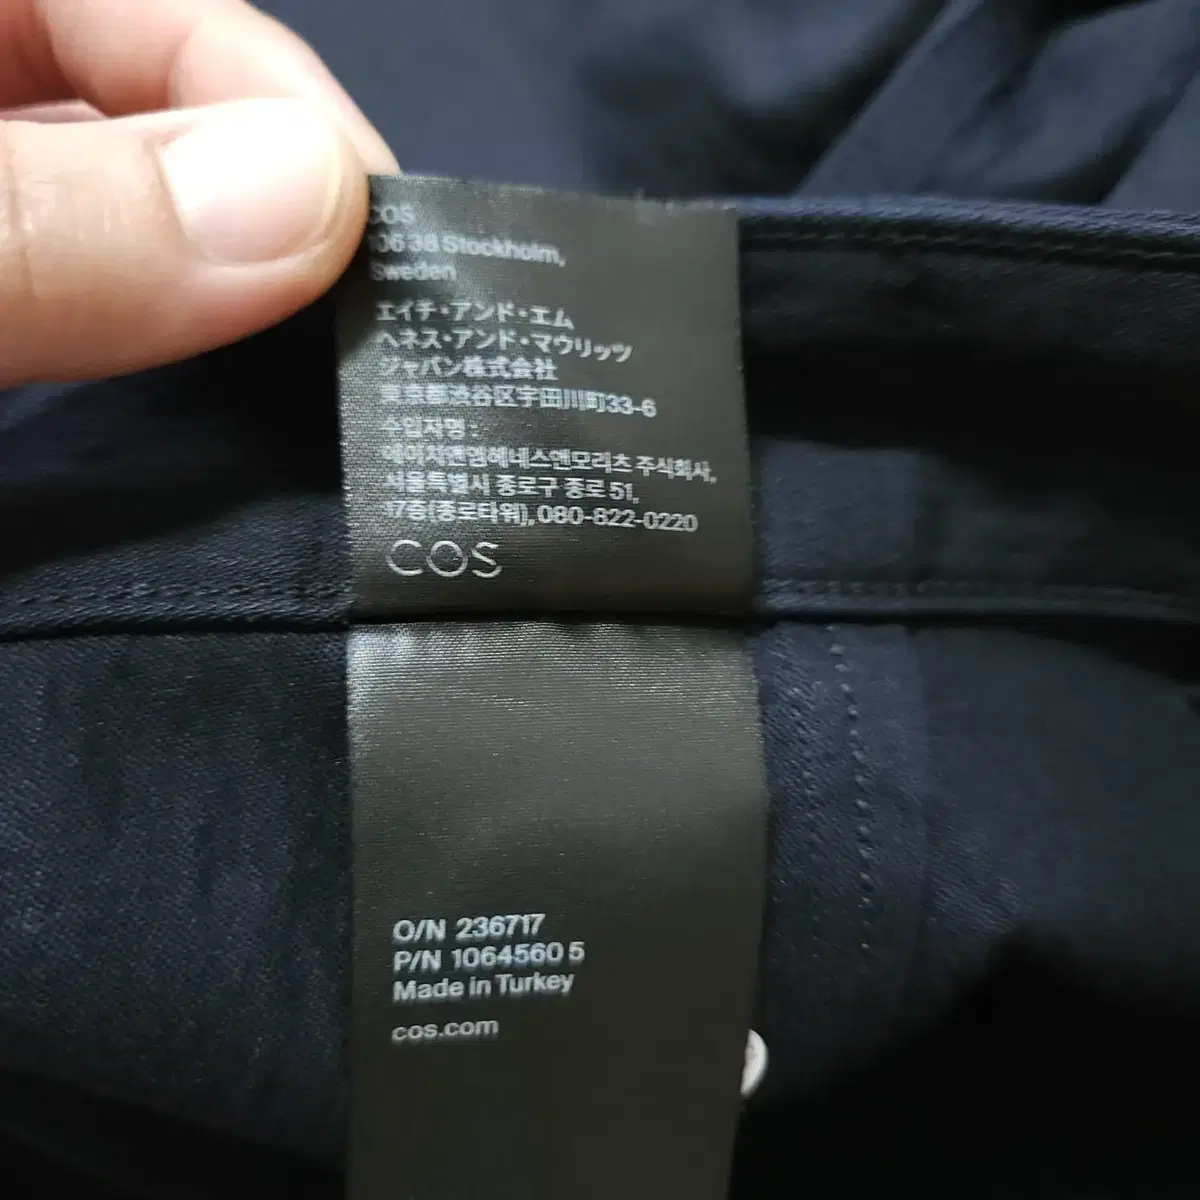 COS
106 38 Stockholm,
Sweden
エイチ・アンド・エム
ヘネス・アンド・マウリッツ
ジャパン株式会社
東京都渋谷区宇田川町33-6
수입자명 :
에이치앤엠헤네스앤모리츠 주식회사,
서울특별시 종로구 종로 51,
17층(종로타워), 080-822-0220
COS
O/N 236717
P/N 1064560 5
Made in Turkey
cos.com